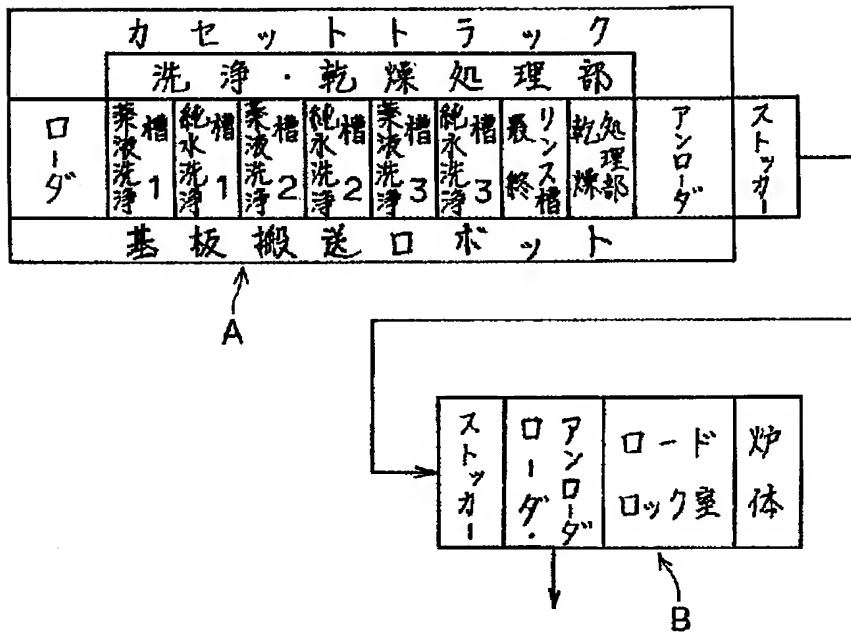 カセットトラック
洗浄・乾燥処理部
ローダ
薬液洗浄槽1
純水洗浄槽1
薬液洗浄槽2
純水洗浄槽2
薬液洗浄槽3
純水洗浄槽3
最終リンス槽
乾燥処理部
アンローダ
ストッカー
基板搬送ロボット
A
ストッカー
ローダ・アンローダ
ロードロック室
炉体
B